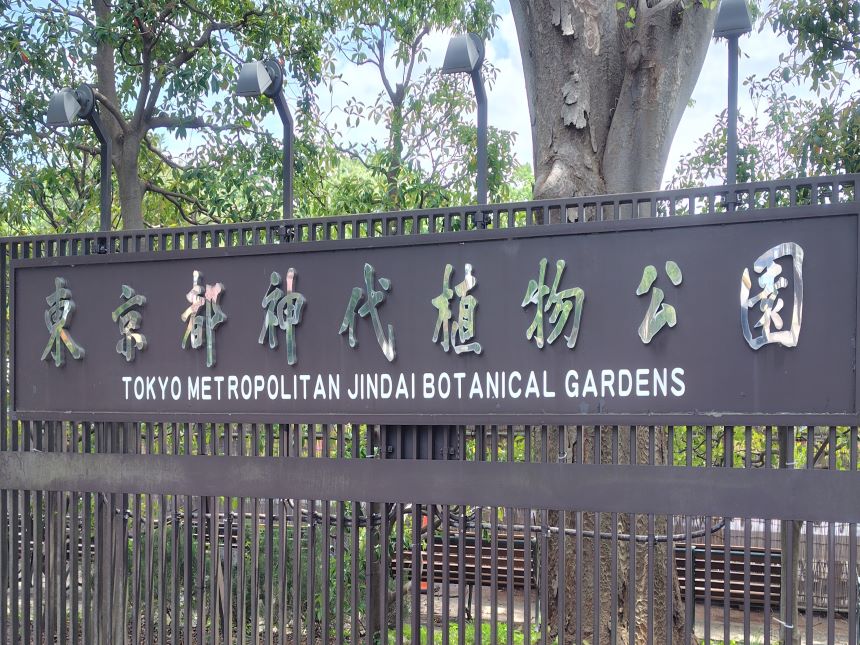 東京都神代植物公園
TOKYO METROPOLITAN JINDAI BOTANICAL GARDENS